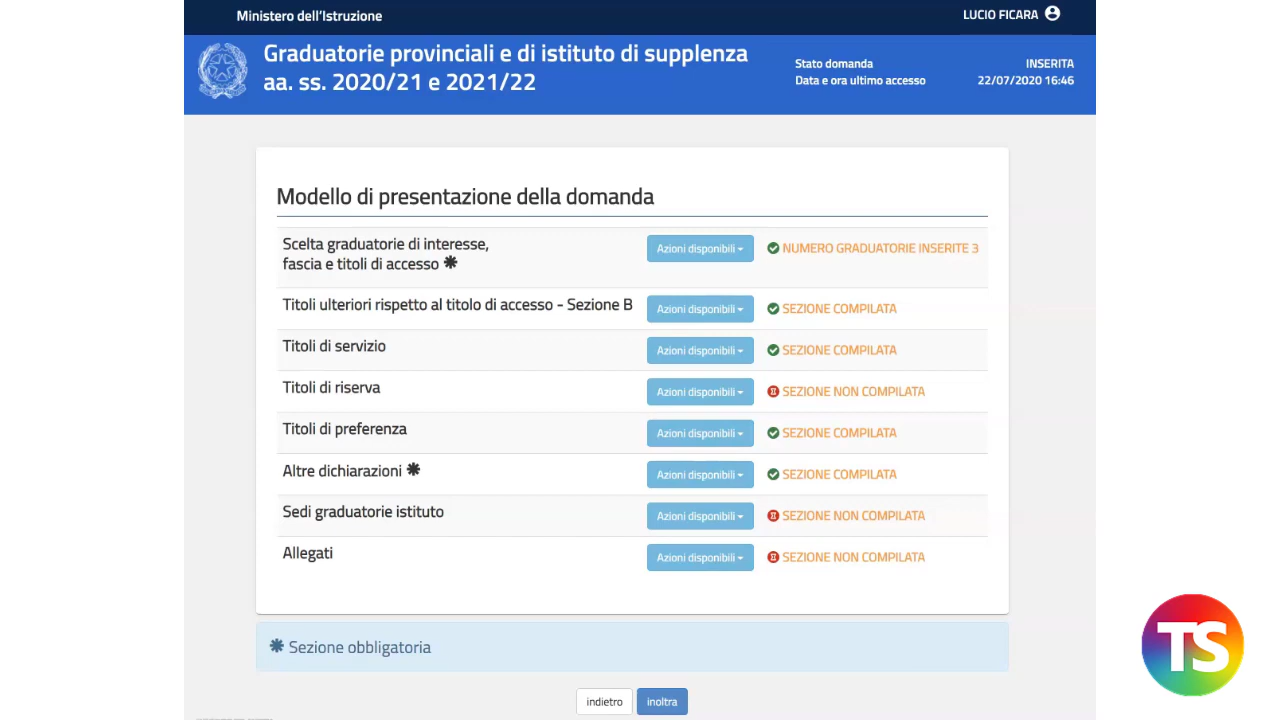 Ministero dell'Istruzione
LUCIO FICARA
Graduatorie provinciali e di istituto di supplenza
aa. ss. 2020/21 e 2021/22
Stato domanda INSERITA
Data e ora ultimo accesso 22/07/2020 16:46
Modello di presentazione della domanda
Scelta graduatorie di interesse,
fascia e titoli di accesso ✱
Azioni disponibili
NUMERO GRADUATORIE INSERITE 3
Titoli ulteriori rispetto al titolo di accesso - Sezione B
Azioni disponibili
SEZIONE COMPILATA
Titoli di servizio
Azioni disponibili
SEZIONE COMPILATA
Titoli di riserva
Azioni disponibili
SEZIONE NON COMPILATA
Titoli di preferenza
Azioni disponibili
SEZIONE COMPILATA
Altre dichiarazioni ✱
Azioni disponibili
SEZIONE COMPILATA
Sedi graduatorie istituto
Azioni disponibili
SEZIONE NON COMPILATA
Allegati
Azioni disponibili
SEZIONE NON COMPILATA
✱ Sezione obbligatoria
indietro
inoltra
TS